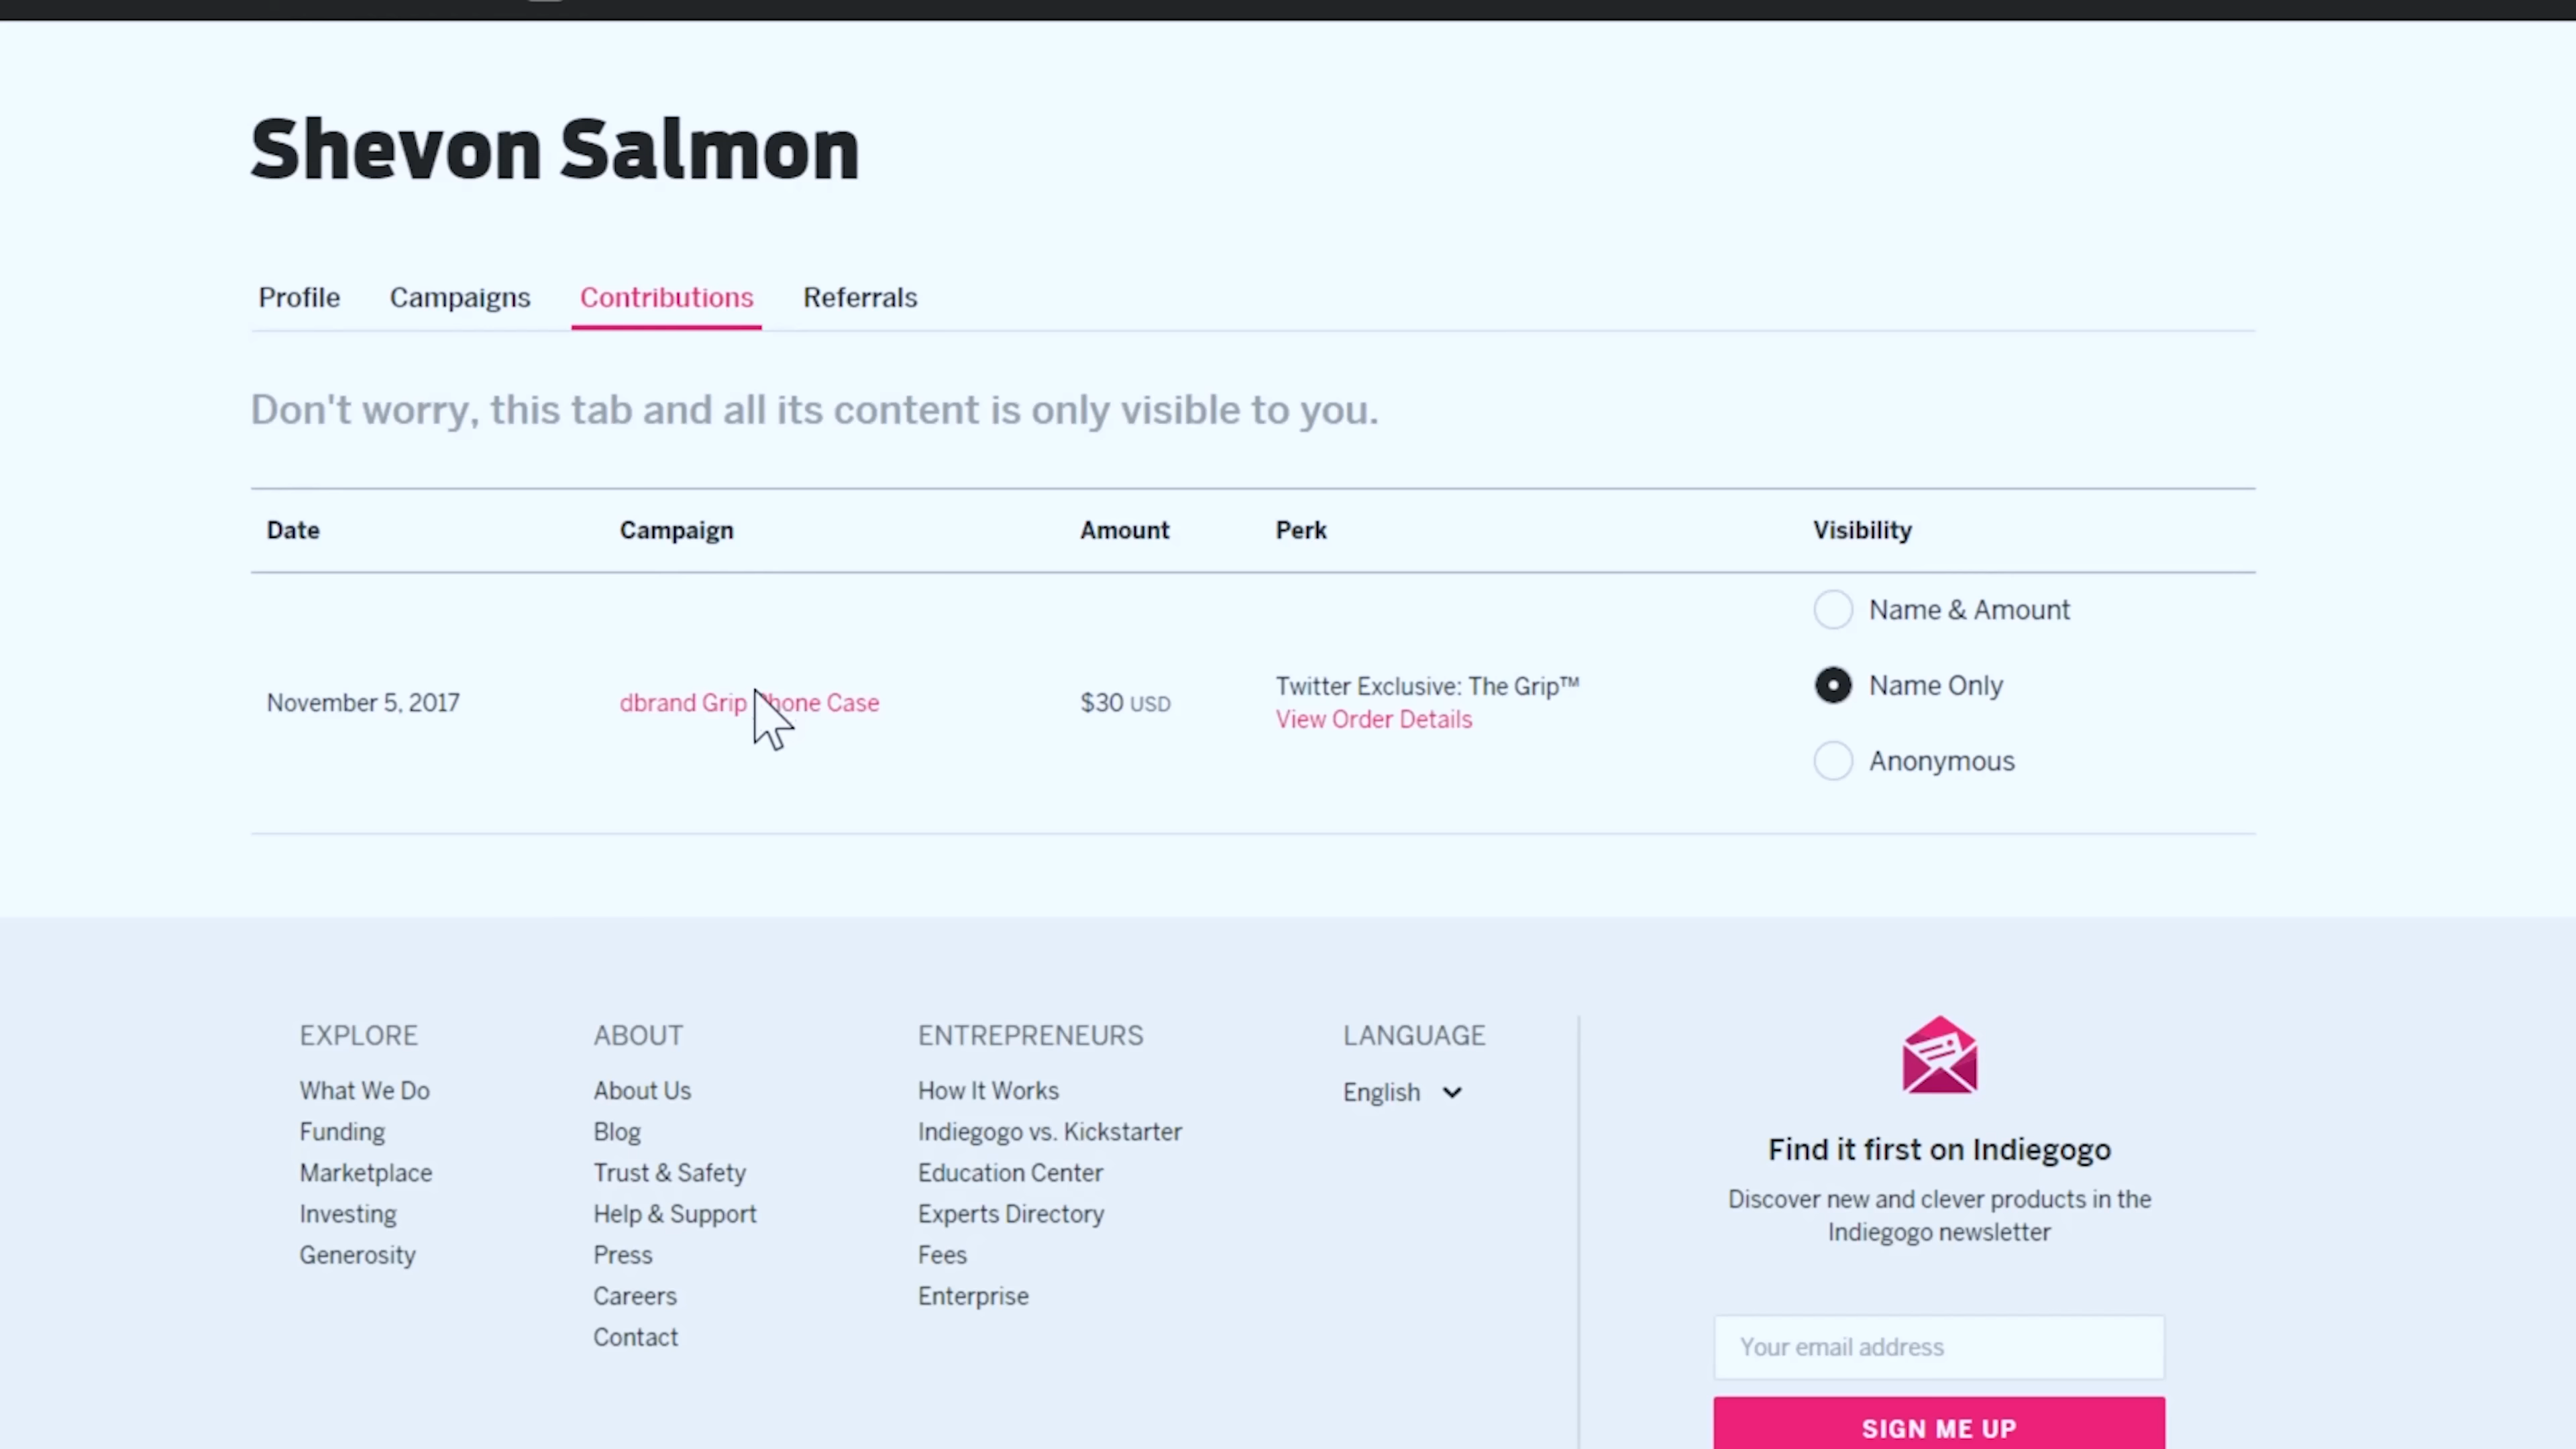 Shevon Salmon
Profile Campaigns Contributions Referrals
Don't worry, this tab and all its content is only visible to you.
Date Campaign Amount Perk Visibility
Name & Amount
November 5, 2017 dbrand Grip Phone Case $30 USD Twitter Exclusive: The Grip™
View Order Details
Name Only
Anonymous
EXPLORE
What We Do
Funding
Marketplace
Investing
Generosity
ABOUT
About Us
Blog
Trust & Safety
Help & Support
Press
Careers
Contact
ENTREPRENEURS
How It Works
Indiegogo vs. Kickstarter
Education Center
Experts Directory
Fees
Enterprise
LANGUAGE
English
Find it first on Indiegogo
Discover new and clever products in the
Indiegogo newsletter
Your email address
SIGN ME UP